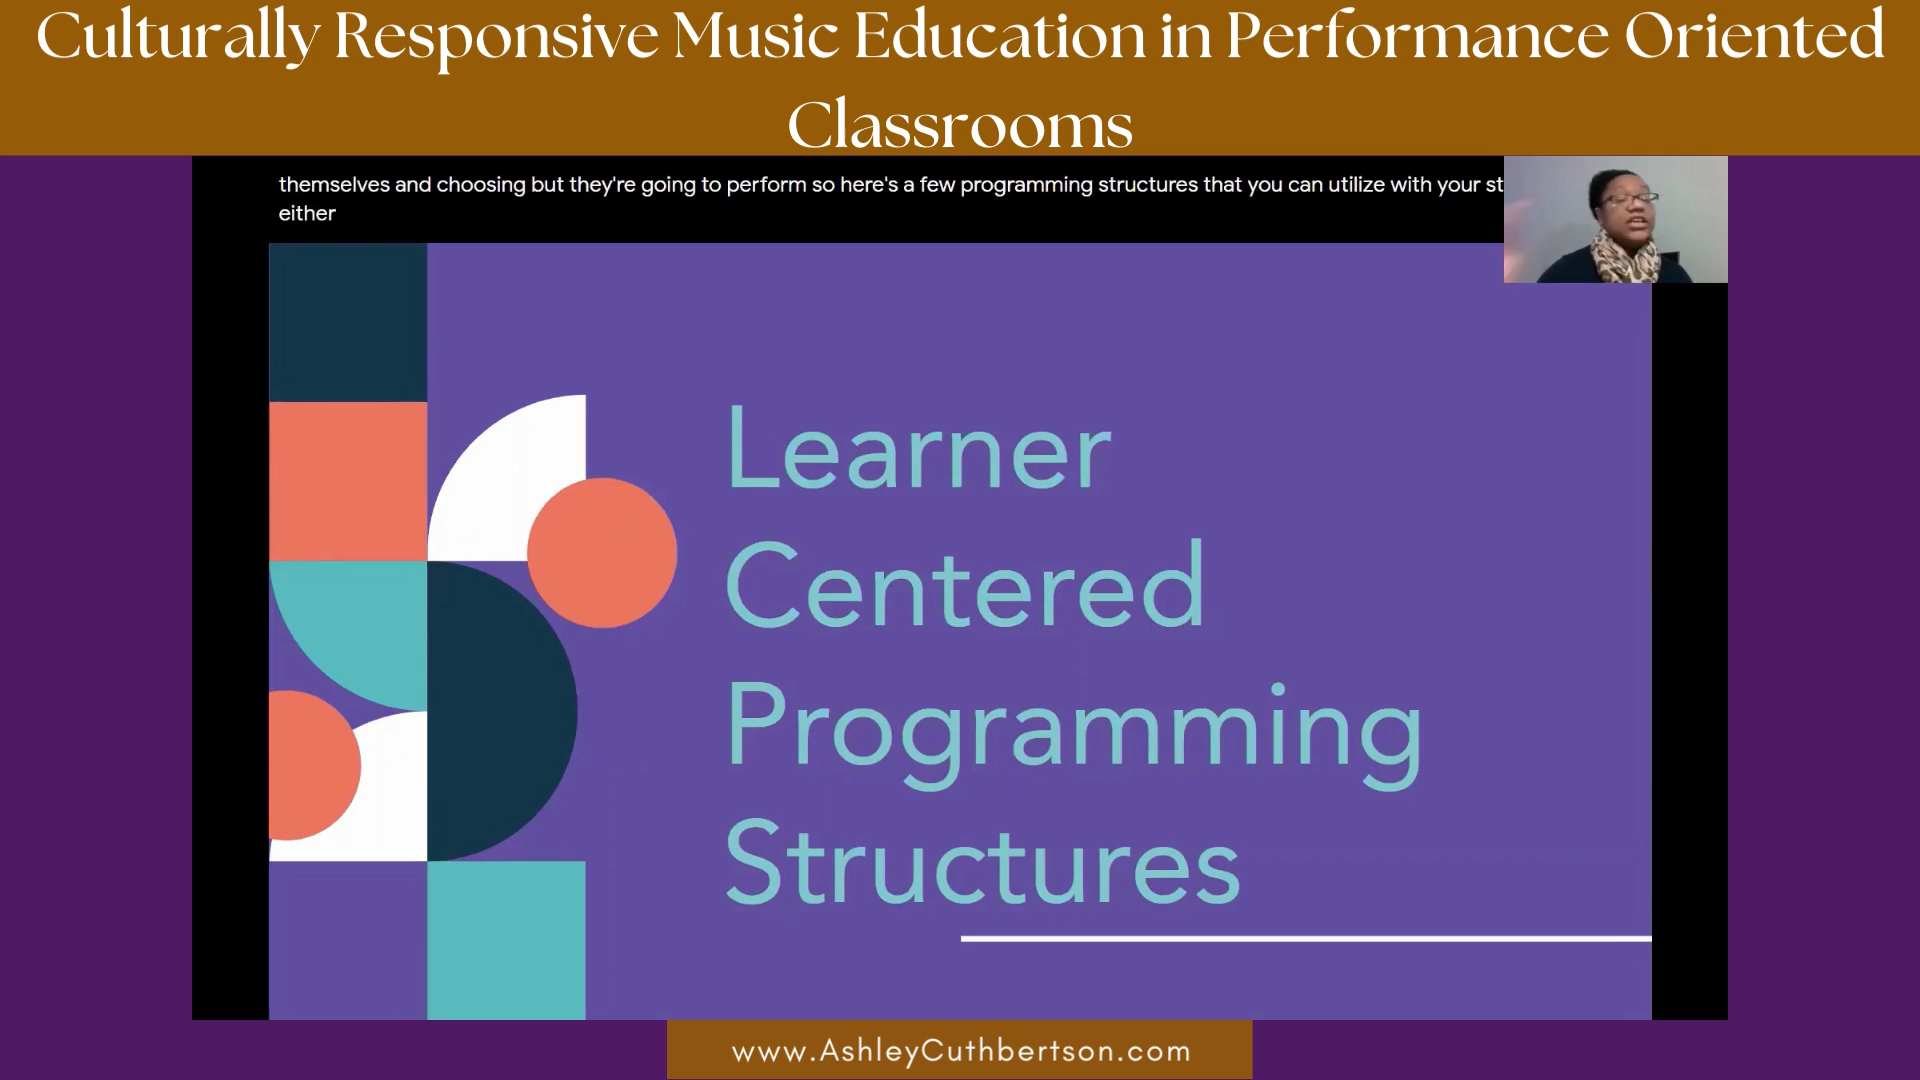 Culturally Responsive Music Education in Performance Oriented
Classrooms
themselves and choosing but they're going to perform so here's a few programming structures that you can utilize with your st
either
Learner
Centered
Programming
Structures
www.AshleyCuthbertson.com